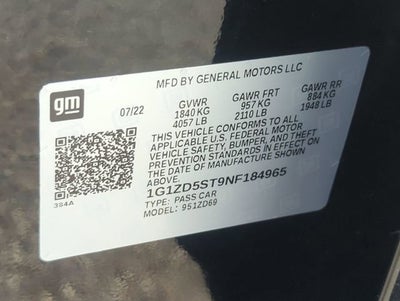 gm
MFD BY GENERAL MOTORS LLC
07/22
GVWR GAWR FRT GAWR RR
1840 KG 957 KG 884 KG
4057 LB 2110 LB 1948 LB
THIS VEHICLE CONFORMS TO ALL
APPLICABLE U.S. FEDERAL MOTOR
VEHICLE SAFETY, BUMPER, AND THEFT
PREVENTION STANDARDS IN EFFECT ON
THE DATE OF MANUFACTURE SHOWN
ABOVE.
1G1ZD5ST9NF184965
TYPE: PASS CAR
MODEL: 951ZD69
384A